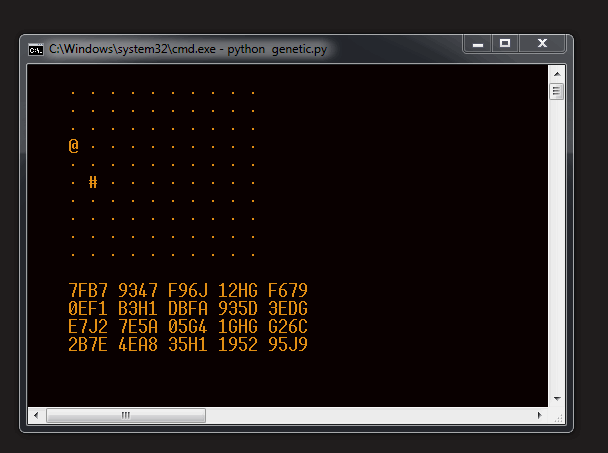 C:\Windows\system32\cmd.exe - python genetic.py
. . . . . . . . . .
. . . . . . . . . .
. . . . . . . . . .
@ . . . . . . . . .
. . . . . . . . . .
. # . . . . . . . .
. . . . . . . . . .
. . . . . . . . . .
. . . . . . . . . .
. . . . . . . . . .
7FB7 9347 F96J 12HG F679
0EF1 B3H1 DBFA 935D 3EDG
E7J2 7E5A 05G4 1GHG G26C
2B7E 4EA8 35H1 1952 95J9